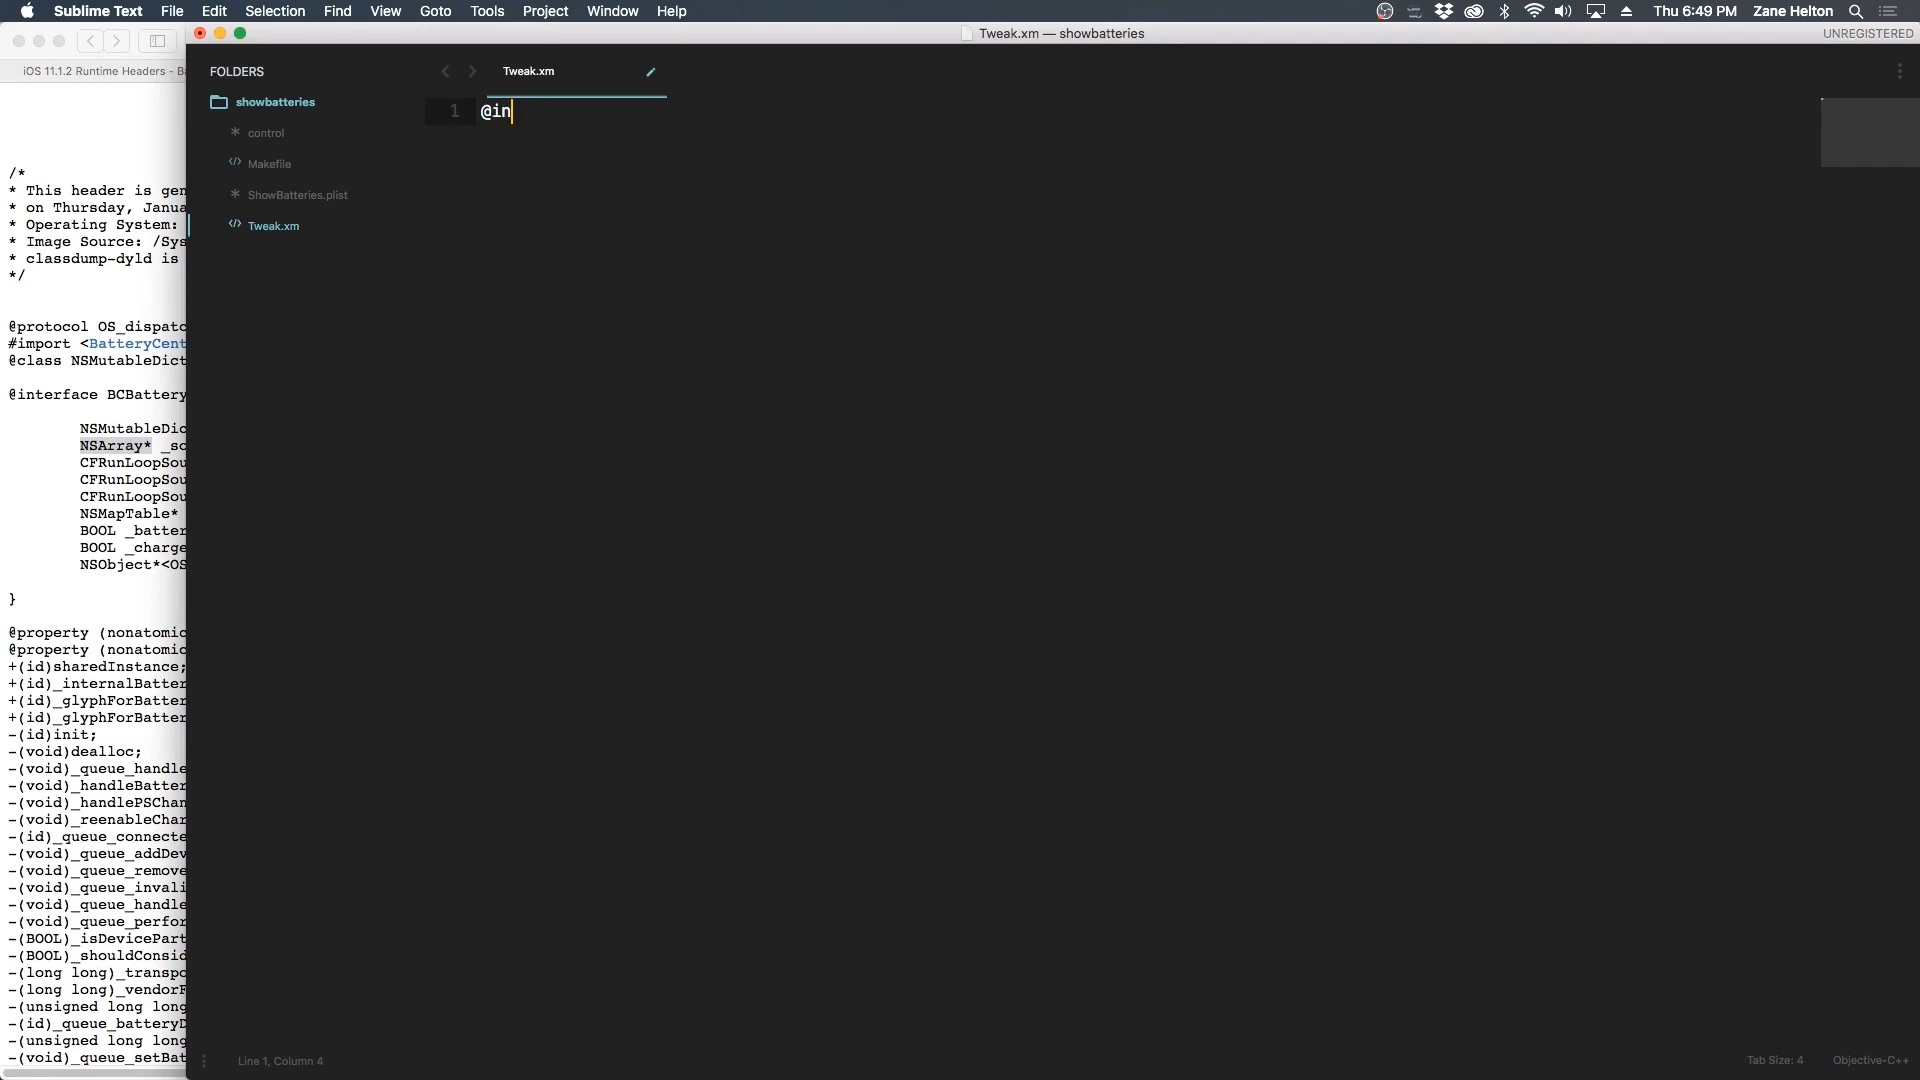 Sublime Text File Edit Selection Find View Goto Tools Project Window Help Thu 6:49 PM Zane Helton
Tweak.xm — showbatteries UNREGISTERED
iOS 11.1.2 Runtime Headers - Ba
FOLDERS
Tweak.xm
showbatteries
control
Makefile
ShowBatteries.plist
Tweak.xm
1 @in
/*
* This header is gen
* on Thursday, Janua
* Operating System:
* Image Source: /Sys
* classdump-dyld is
*/
@protocol OS_dispatc
#import <BatteryCent
@class NSMutableDict
@interface BCBattery
NSMutableDic
NSArray* _so
CFRunLoopSou
CFRunLoopSou
CFRunLoopSou
NSMapTable*
BOOL _batter
BOOL _charge
NSObject*<OS
}
@property (nonatomic
@property (nonatomic
+(id)sharedInstance;
+(id)_internalBatter
+(id)_glyphForBatter
+(id)_glyphForBatter
-(id)init;
-(void)dealloc;
-(void)_queue_handle
-(void)_handleBatter
-(void)_handlePSChan
-(void)_reenableChar
-(id)_queue_connecte
-(void)_queue_addDev
-(void)_queue_remove
-(void)_queue_invali
-(void)_queue_handle
-(void)_queue_perfor
-(BOOL)_isDevicePart
-(BOOL)_shouldConsid
-(long long)_transpo
-(long long)_vendorF
-(unsigned long long
-(id)_queue_batteryD
-(unsigned long long
-(void)_queue_setBat
Line 1, Column 4 Tab Size: 4 Objective-C++